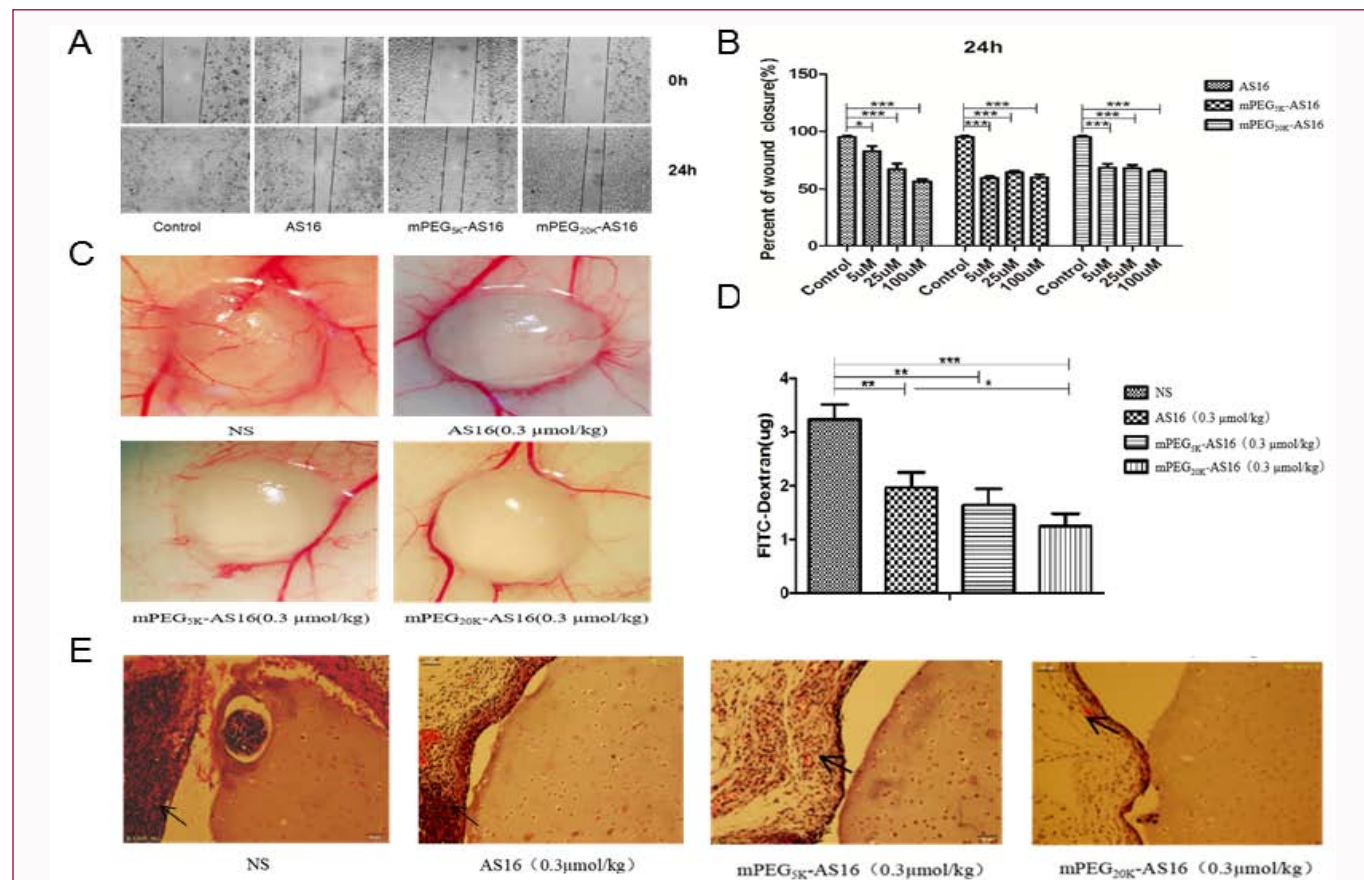 A
0h
24h
Control AS16 mPEG5K-AS16 mPEG20K-AS16
B
24h
Percent of wound closure(%)
150
100
50
0
*
***
***
***
***
***
***
***
***
Control 5uM 25uM 100uM Control 5uM 25uM 100uM Control 5uM 25uM 100uM
AS16
mPEG5K-AS16
mPEG20K-AS16
C
NS AS16(0.3 μmol/kg)
mPEG5K-AS16(0.3 μmol/kg) mPEG20K-AS16(0.3 μmol/kg)
D
FITC-Dextran(ug)
4
3
2
1
0
***
**
** *
NS
AS16（0.3 μmol/kg）
mPEG5K-AS16（0.3 μmol/kg）
mPEG20K-AS16（0.3 μmol/kg）
E
NS AS16（0.3μmol/kg） mPEG5K-AS16（0.3μmol/kg） mPEG20K-AS16（0.3μmol/kg）